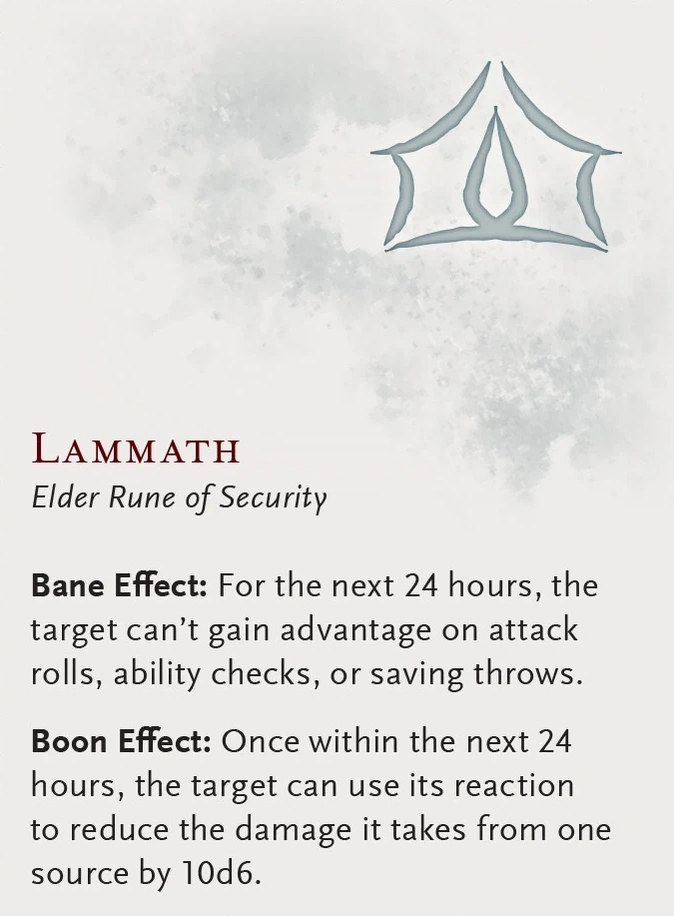 Lammath
Elder Rune of Security
Bane Effect: For the next 24 hours, the
target can’t gain advantage on attack
rolls, ability checks, or saving throws.
Boon Effect: Once within the next 24
hours, the target can use its reaction
to reduce the damage it takes from one
source by 10d6.